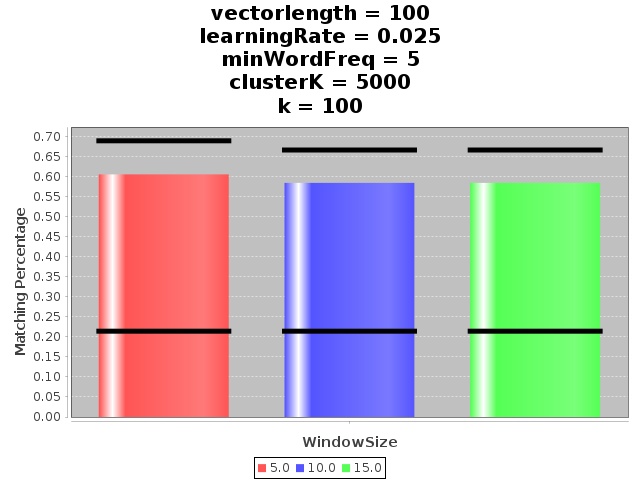 vectorlength = 100
learningRate = 0.025
minWordFreq = 5
clusterK = 5000
k = 100
Matching Percentage
0.70
0.65
0.60
0.55
0.50
0.45
0.40
0.35
0.30
0.25
0.20
0.15
0.10
0.05
0.00
WindowSize
5.0 10.0 15.0